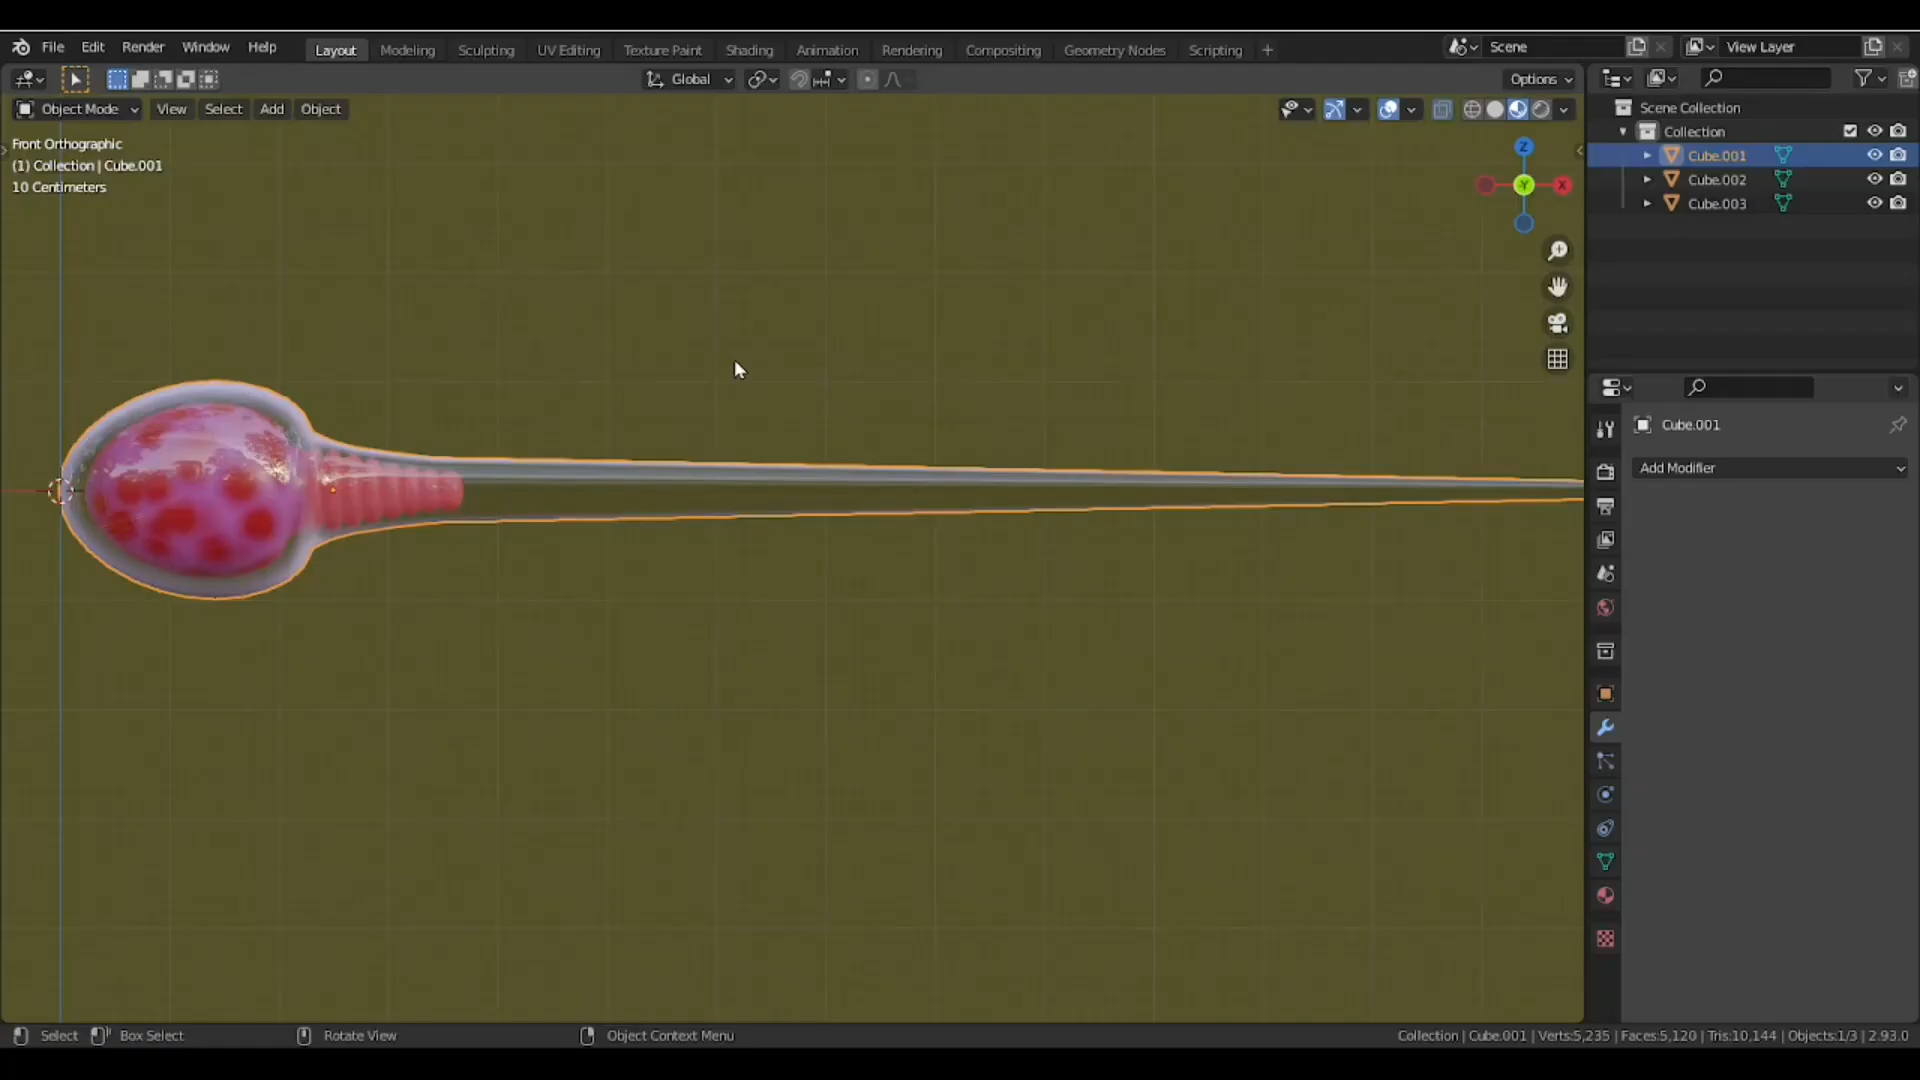 File Edit Render Window Help Layout Modeling Sculpting UV Editing Texture Paint Shading Animation Rendering Compositing Geometry Nodes Scripting + Scene View Layer
Global Options
Object Mode View Select Add Object
Front Orthographic
(1) Collection | Cube.001
10 Centimeters
Z
Y
X
Scene Collection
Collection
Cube.001
Cube.002
Cube.003
Cube.001
Add Modifier
Select Box Select Rotate View Object Context Menu Collection | Cube.001 | Verts:5,235 | Faces:5,120 | Tris:10,144 | Objects:1/3 | 2.93.0